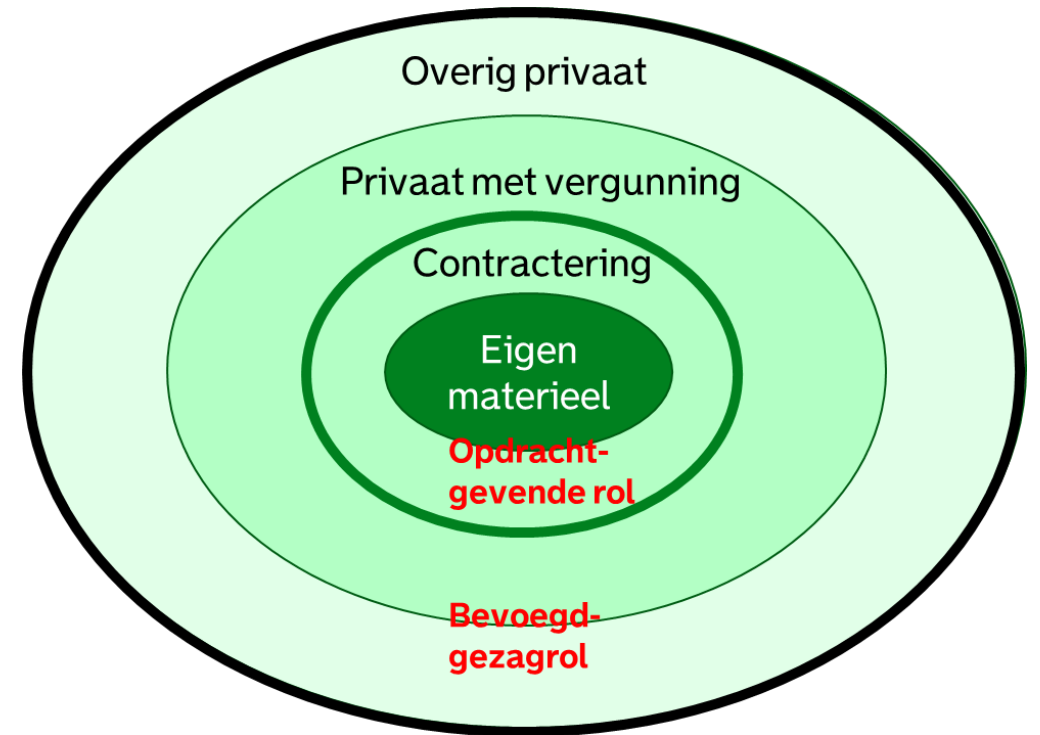 Overig privaat
Privaat met vergunning
Contractering
Eigen
materieel
Opdracht-
gevende rol
Bevoegd-
gezagrol